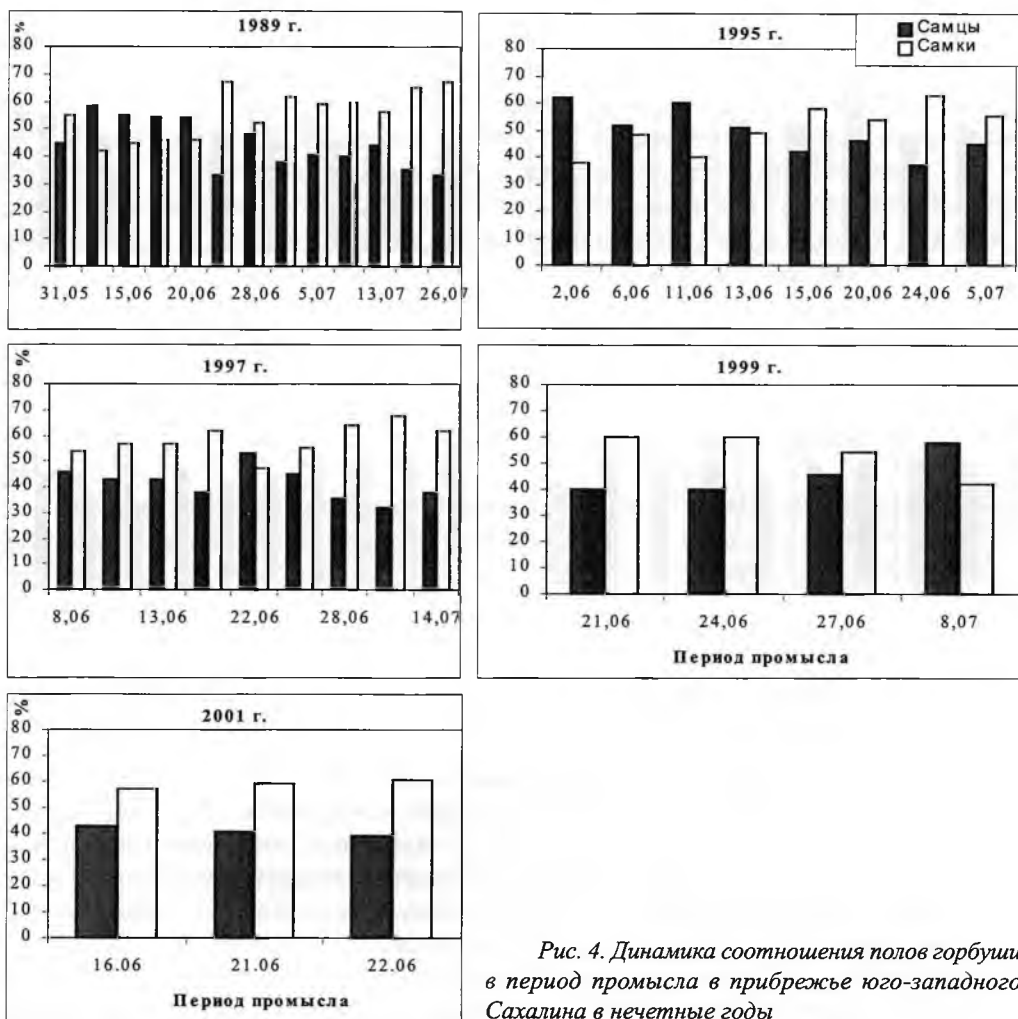 1989 г.
%
80
70
60
50
40
30
20
10
0
31,05 15,06 20,06 28,06 5,07 13,07 26,07
1995 г.
Самцы
Самки
80
70
60
50
40
30
20
10
0
2,06 6,06 11,06 13,06 15,06 20,06 24,06 5,07
1997 г.
%
80
70
60
50
40
30
20
10
0
8,06 13,06 22,06 28,06 14,07
1999 г.
80
70
60
50
40
30
20
10
0
21,06 24,06 27,06 8,07
Период промысла
2001 г.
%
80
70
60
50
40
30
20
10
0
16.06 21.06 22.06
Период промысла
Рис. 4. Динамика соотношения полов горбуши
в период промысла в прибрежье юго-западного
Сахалина в нечетные годы